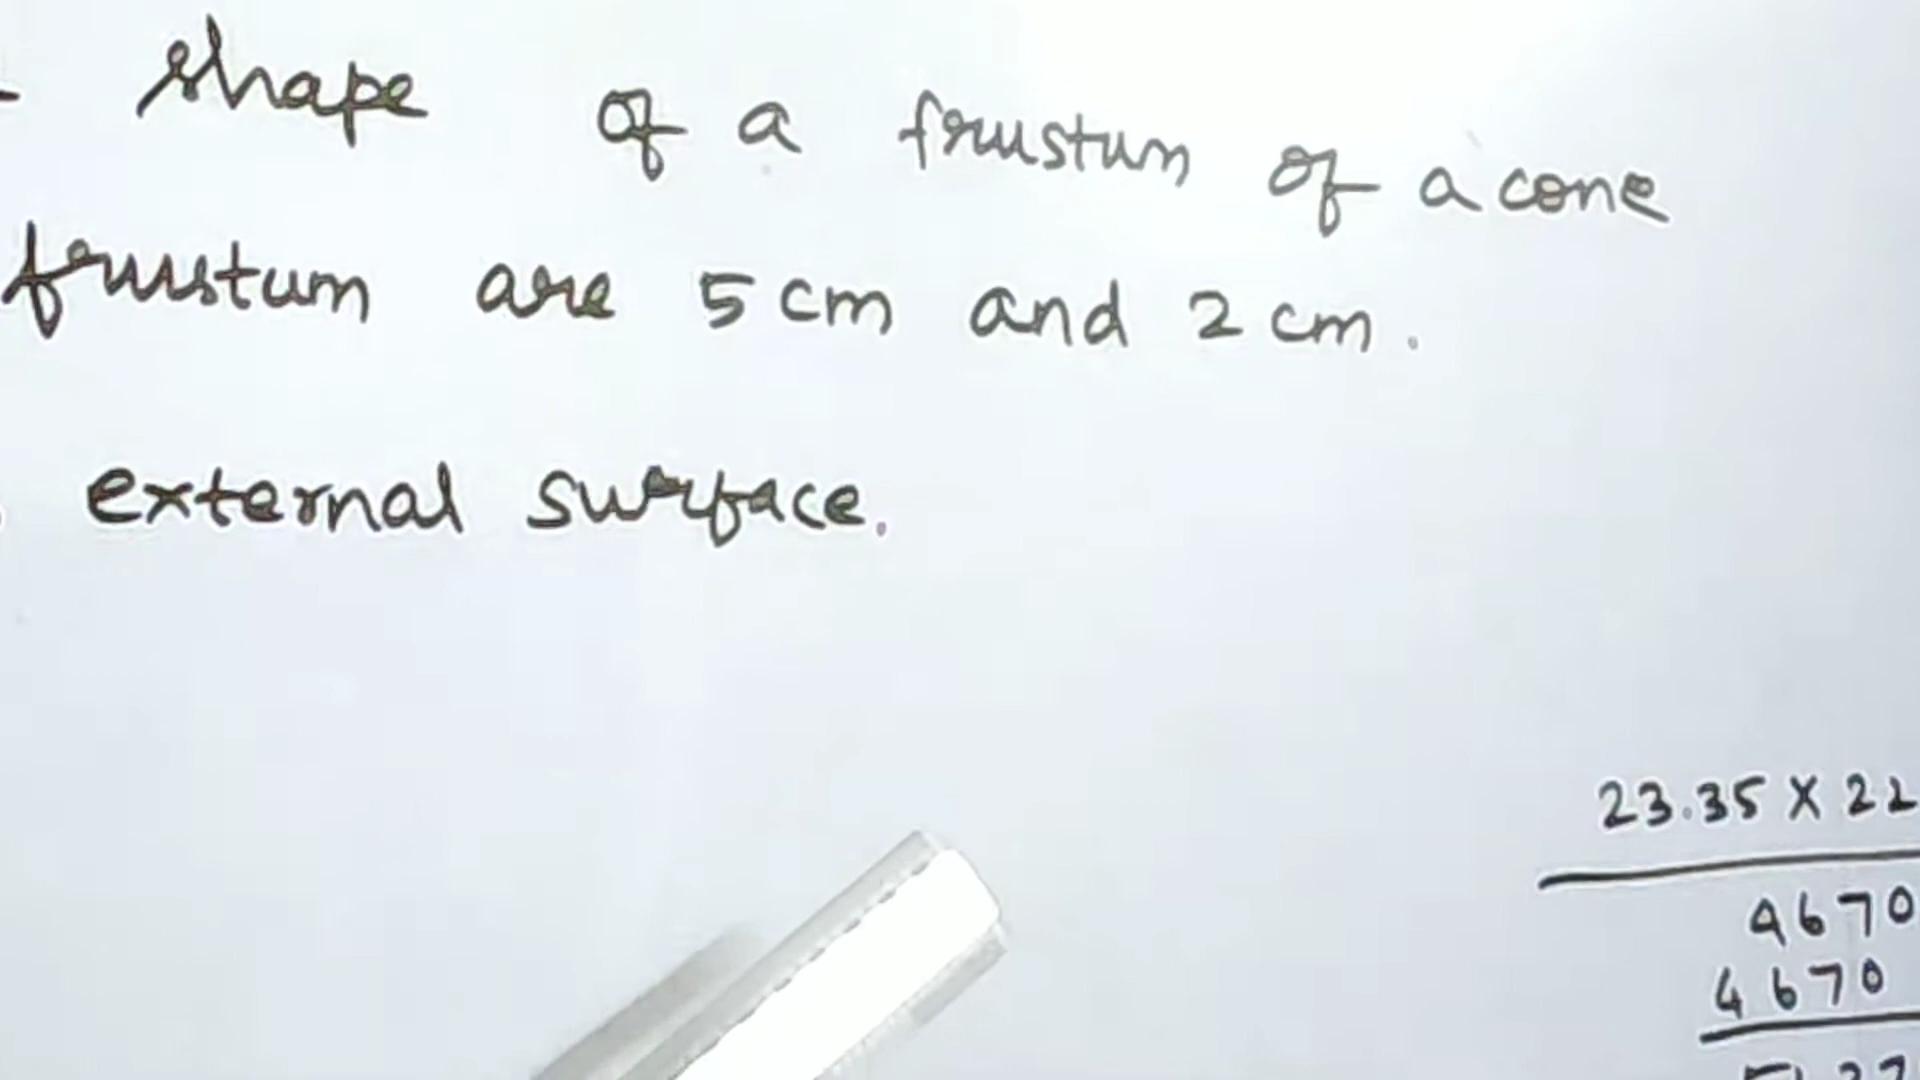 shape of a frustum of a cone
frustum are 5 cm and 2 cm.
external surface.
23.35 X 22
4670
4670